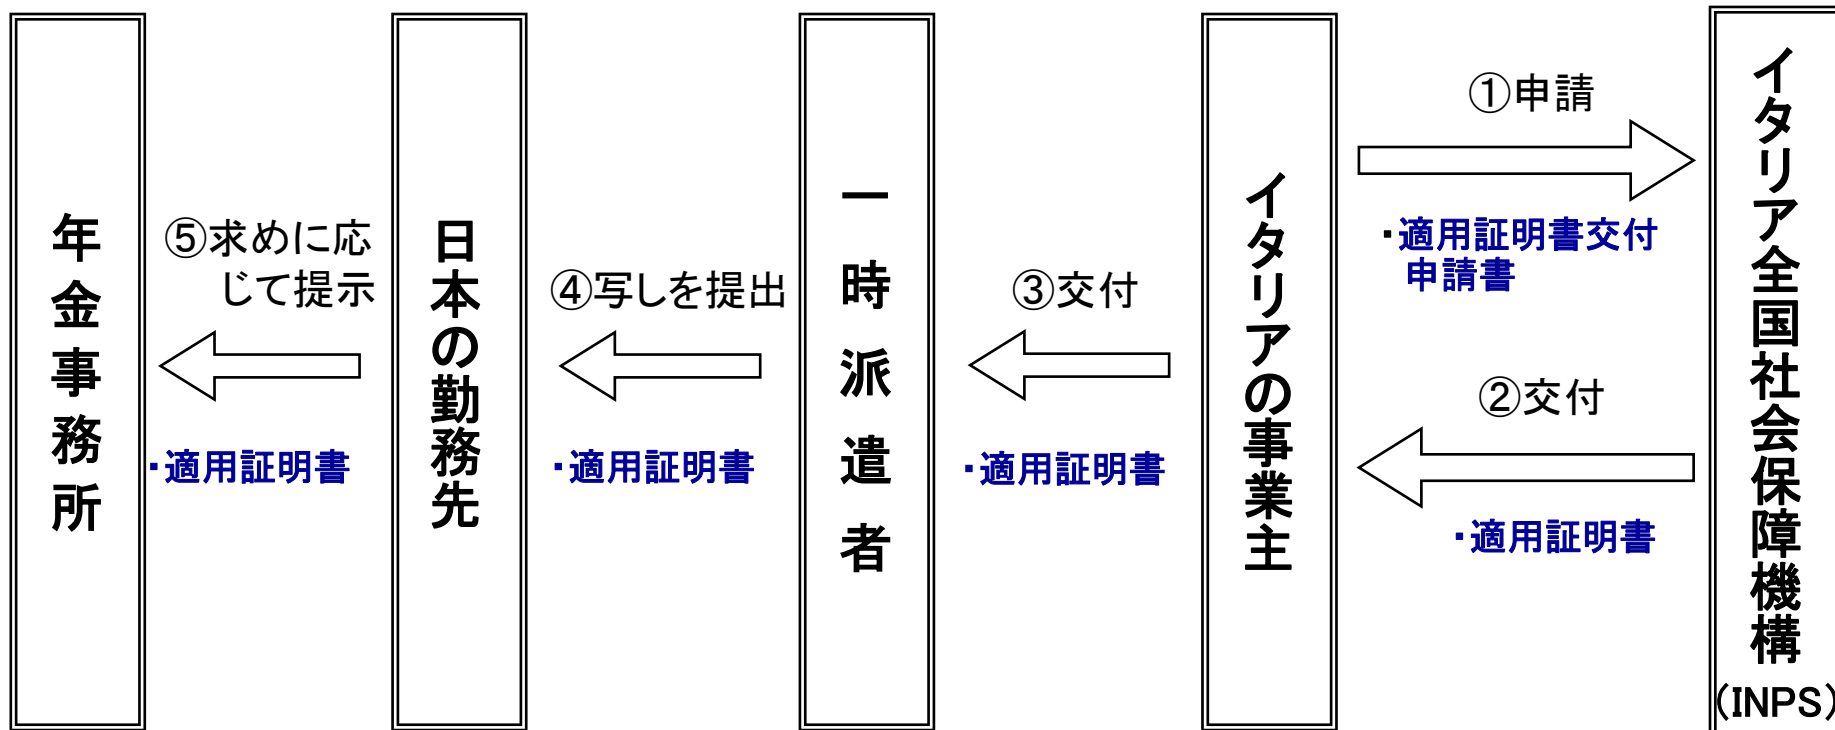 年金事務所
⑤求めに応
じて提示
・適用証明書
日本の勤務先
④写しを提出
・適用証明書
一時派遣者
③交付
・適用証明書
イタリアの事業主
①申請
・適用証明書交付
申請書
②交付
・適用証明書
イタリア全国社会保障機構
(INPS)